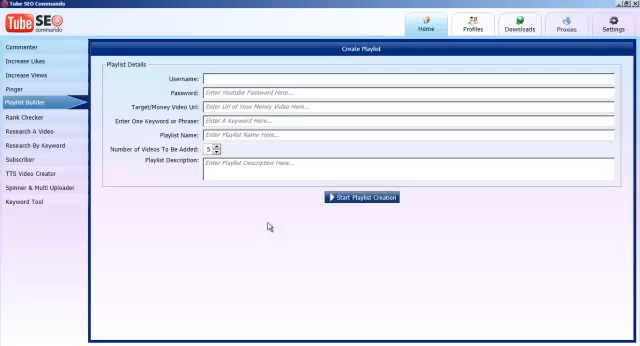 Tube SEO Commando
Tube SEO
commando
Home
Profiles
Downloads
Proxies
Settings
Commenter
Increase Likes
Increase Views
Pinger
Playlist Builder
Rank Checker
Research A Video
Research By Keyword
Subscriber
TTS Video Creator
Spinner & Multi Uploader
Keyword Tool
Create Playlist
Playlist Details
Username:
Password: Enter Youtube Password Here...
Target/Money Video Url: Enter Url of Your Money Video Here...
Enter One Keyword or Phrase: Enter A Keyword Here...
Playlist Name: Enter Playlist Name Here...
Number of Videos To Be Added: 5
Playlist Description: Enter Playlist Description Here...
Start Playlist Creation